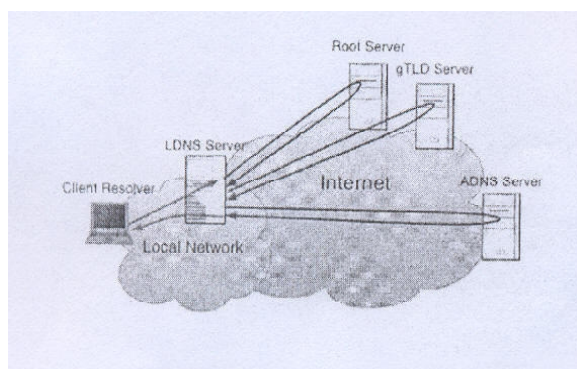 Root Server
gTLD Server
LDNS Server
Client Resolver
Internet
ADNS Server
Local Network